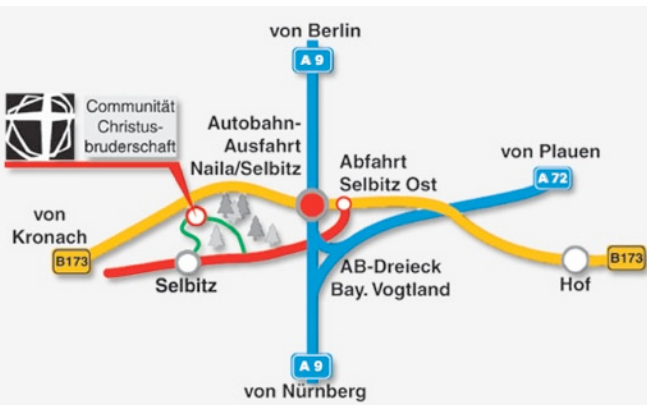 von Berlin
A 9
Communität
Christus-
bruderschaft
Autobahn-
Ausfahrt
Naila/Selbitz
Abfahrt
Selbitz Ost
von Plauen
A 72
von
Kronach
B173
Selbitz
AB-Dreieck
Bay. Vogtland
Hof
B173
A 9
von Nürnberg